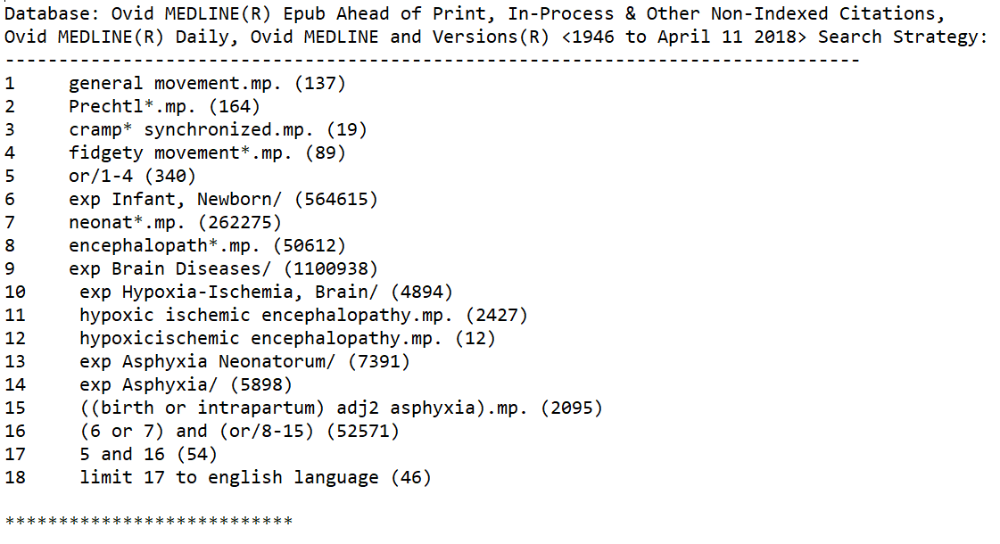 Database: Ovid MEDLINE(R) Epub Ahead of Print, In-Process & Other Non-Indexed Citations,
Ovid MEDLINE(R) Daily, Ovid MEDLINE and Versions(R) <1946 to April 11 2018> Search Strategy:
--------------------------------------------------------------------------------
1 general movement.mp. (137)
2 Prechtl*.mp. (164)
3 cramp* synchronized.mp. (19)
4 fidgety movement*.mp. (89)
5 or/1-4 (340)
6 exp Infant, Newborn/ (564615)
7 neonat*.mp. (262275)
8 encephalopath*.mp. (50612)
9 exp Brain Diseases/ (1100938)
10 exp Hypoxia-Ischemia, Brain/ (4894)
11 hypoxic ischemic encephalopathy.mp. (2427)
12 hypoxicischemic encephalopathy.mp. (12)
13 exp Asphyxia Neonatorum/ (7391)
14 exp Asphyxia/ (5898)
15 ((birth or intrapartum) adj2 asphyxia).mp. (2095)
16 (6 or 7) and (or/8-15) (52571)
17 5 and 16 (54)
18 limit 17 to english language (46)
***************************